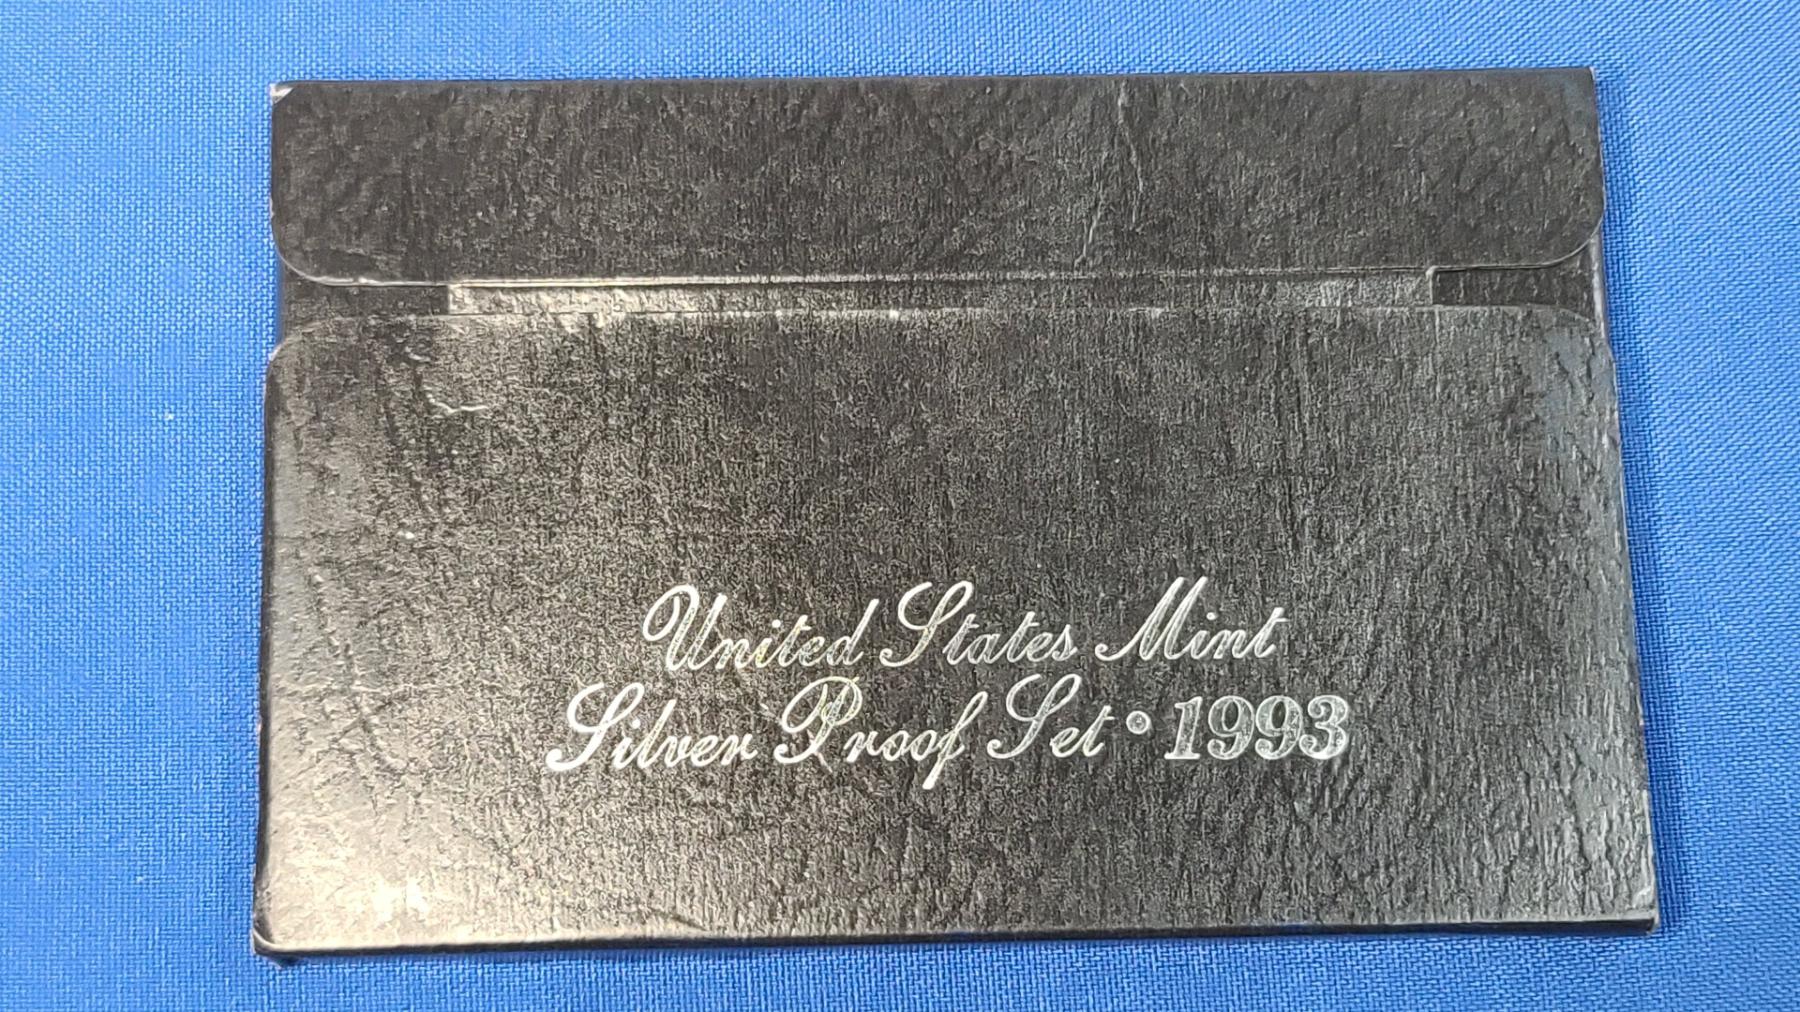 United States Mint
Silver Proof Set • 1993